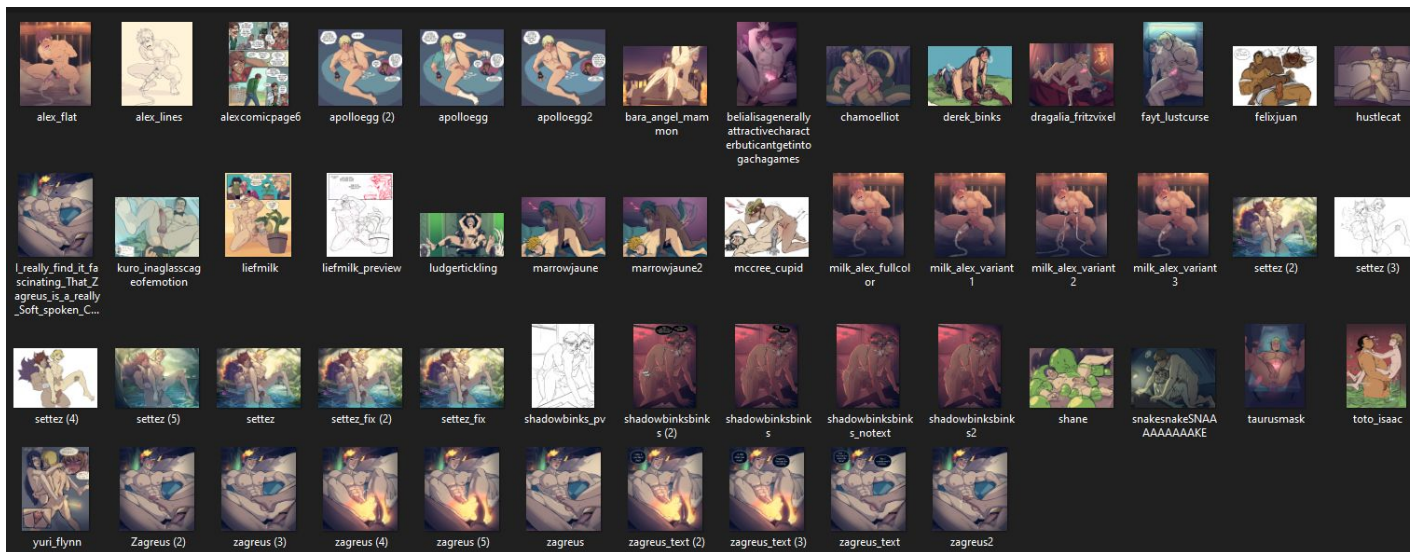 alex_flat
alex_lines
alexcomicpage6
apolloegg (2)
apolloegg
apolloegg2
bara_angel_mam
mon
belialisagenerally
attractivecharact
erbuticantgetinto
gachagames
chamoelliot
derek_binks
dragalia_fritzvixel
fayt_lustcurse
felixjuan
hustlecat
I_really_find_it_fa
scinating_That_Z
agreus_is_a_really
_Soft_spoken_C...
kuro_inaglasscag
eofemotion
liefmilk
liefmilk_preview
ludgertickling
marrowjaune
marrowjaune2
mccree_cupid
milk_alex_fullcol
or
milk_alex_variant
1
milk_alex_variant
2
milk_alex_variant
3
settez (2)
settez (3)
settez (4)
settez (5)
settez
settez_fix (2)
settez_fix
shadowbinks_pv
shadowbinksbink
s (2)
shadowbinksbink
s
shadowbinksbink
s_notext
shadowbinksbink
s2
shane
snakesnakeSNAA
AAAAAAAKE
taurusmask
toto_isaac
yuri_flynn
Zagreus (2)
zagreus (3)
zagreus (4)
zagreus (5)
zagreus
zagreus_text (2)
zagreus_text (3)
zagreus_text
zagreus2